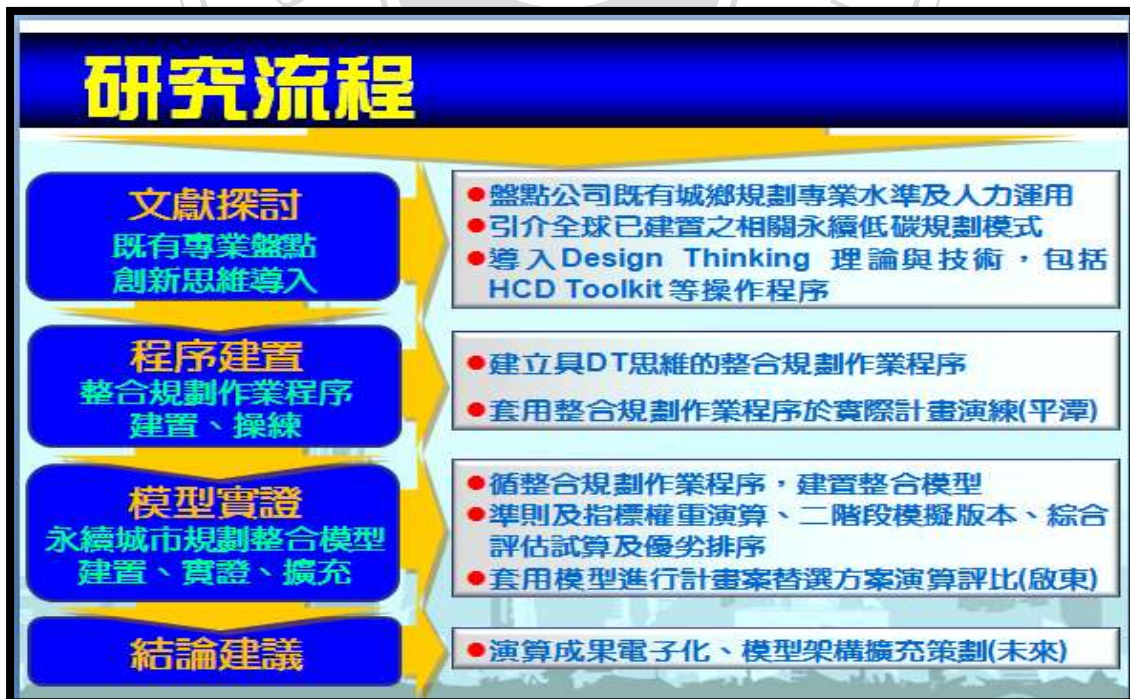 研究流程
文獻探討
既有專業盤點
創新思維導入
●盤點公司既有城鄉規劃專業水準及人力運用
●引介全球已建置之相關永續低碳規劃模式
●導入Design Thinking 理論與技術，包括
HCD Toolkit等操作程序
程序建置
整合規劃作業程序
建置、操練
●建立具DT思維的整合規劃作業程序
●套用整合規劃作業程序於實際計畫演練(平潭)
模型實證
永續城市規劃整合模型
建置、實證、擴充
●循整合規劃作業程序，建置整合模型
●準則及指標權重演算、二階段模擬版本、綜合
評估試算及優劣排序
●套用模型進行計畫案替選方案演算評比(啟東)
結論建議
●演算成果電子化、模型架構擴充策劃(未來)